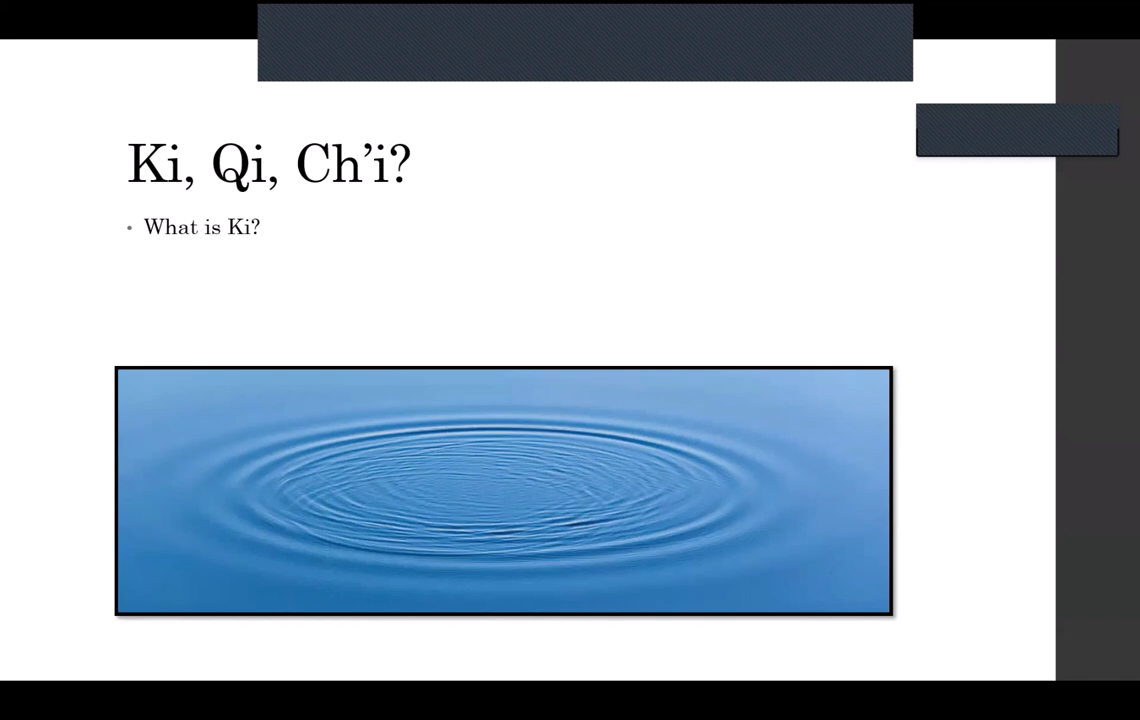 Ki, Qi, Ch’i?
• What is Ki?